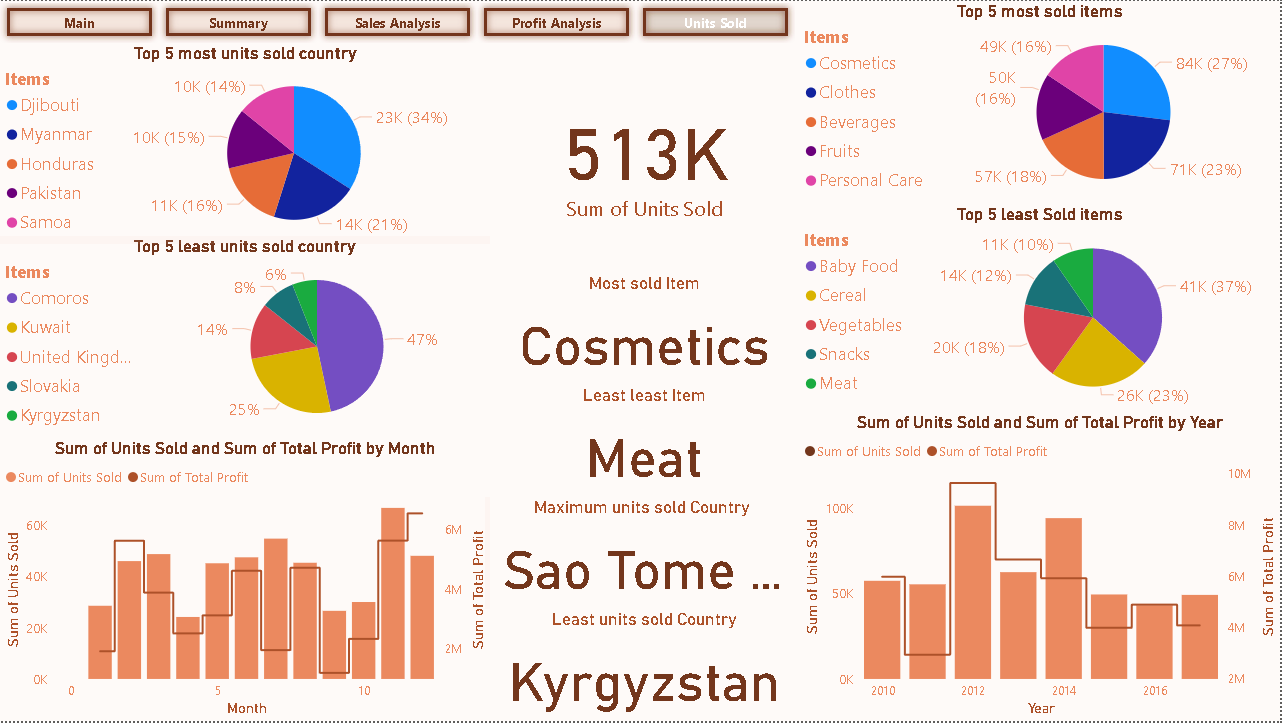 Main
Summary
Sales Analysis
Profit Analysis
Units Sold
Top 5 most units sold country
Items
Djibouti
Myanmar
Honduras
Pakistan
Samoa
10K (14%)
23K (34%)
10K (15%)
11K (16%)
14K (21%)
Top 5 least units sold country
Items
Comoros
Kuwait
United Kingd...
Slovakia
Kyrgyzstan
6%
8%
14%
47%
25%
Sum of Units Sold and Sum of Total Profit by Month
Sum of Units Sold
Sum of Total Profit
Sum of Units Sold
60K
40K
20K
0K
6M
4M
2M
Sum of Total Profit
0
5
10
Month
513K
Sum of Units Sold
Most sold Item
Cosmetics
Least least Item
Meat
Maximum units sold Country
Sao Tome ...
Least units sold Country
Kyrgyzstan
Top 5 most sold items
Items
Cosmetics
Clothes
Beverages
Fruits
Personal Care
49K (16%)
84K (27%)
50K
(16%)
57K (18%)
71K (23%)
Top 5 least Sold items
Items
Baby Food
Cereal
Vegetables
Snacks
Meat
11K (10%)
14K (12%)
41K (37%)
20K (18%)
26K (23%)
Sum of Units Sold and Sum of Total Profit by Year
Sum of Units Sold
Sum of Total Profit
Sum of Units Sold
100K
50K
0K
10M
8M
6M
4M
2M
Sum of Total Profit
2010
2012
2014
2016
Year